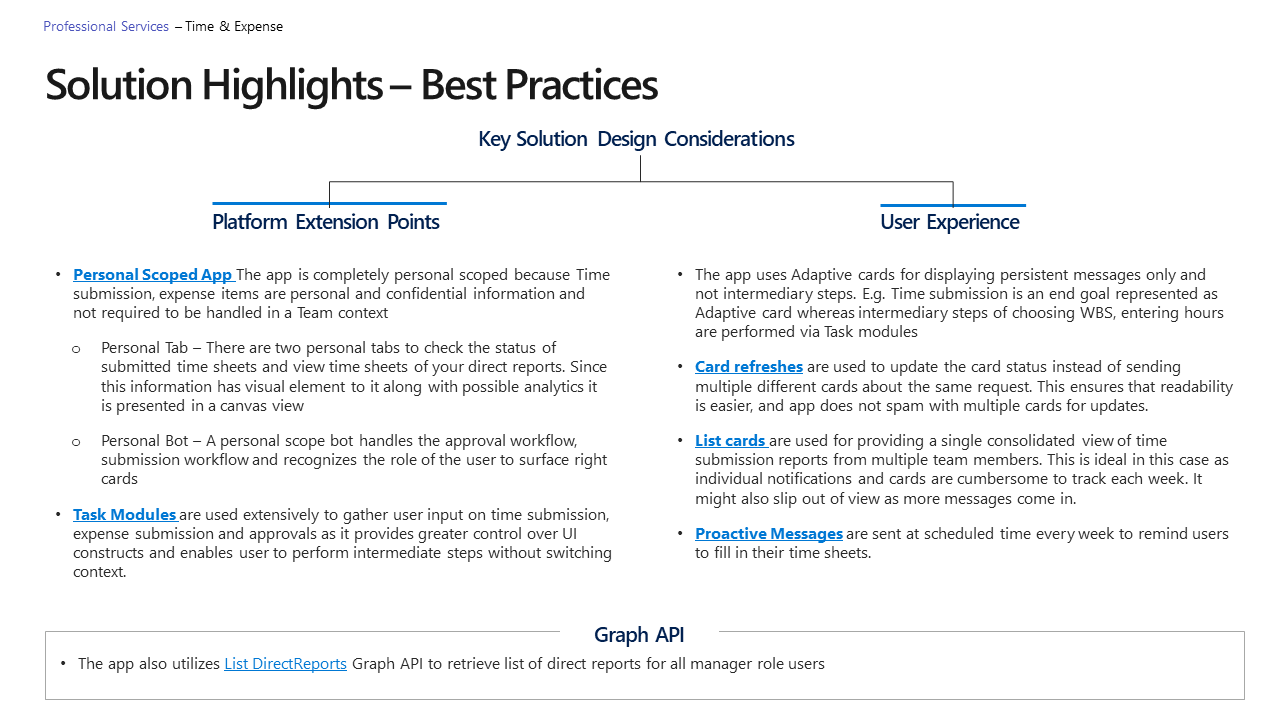 Professional Services – Time & Expense
Solution Highlights – Best Practices
Key Solution Design Considerations
Platform Extension Points
• Personal Scoped App The app is completely personal scoped because Time
submission, expense items are personal and confidential information and
not required to be handled in a Team context
o Personal Tab – There are two personal tabs to check the status of
submitted time sheets and view time sheets of your direct reports. Since
this information has visual element to it along with possible analytics it
is presented in a canvas view
o Personal Bot – A personal scope bot handles the approval workflow,
submission workflow and recognizes the role of the user to surface right
cards
• Task Modules are used extensively to gather user input on time submission,
expense submission and approvals as it provides greater control over UI
constructs and enables user to perform intermediate steps without switching
context.
User Experience
• The app uses Adaptive cards for displaying persistent messages only and
not intermediary steps. E.g. Time submission is an end goal represented as
Adaptive card whereas intermediary steps of choosing WBS, entering hours
are performed via Task modules
• Card refreshes are used to update the card status instead of sending
multiple different cards about the same request. This ensures that readability
is easier, and app does not spam with multiple cards for updates.
• List cards are used for providing a single consolidated view of time
submission reports from multiple team members. This is ideal in this case as
individual notifications and cards are cumbersome to track each week. It
might also slip out of view as more messages come in.
• Proactive Messages are sent at scheduled time every week to remind users
to fill in their time sheets.
Graph API
• The app also utilizes List DirectReports Graph API to retrieve list of direct reports for all manager role users